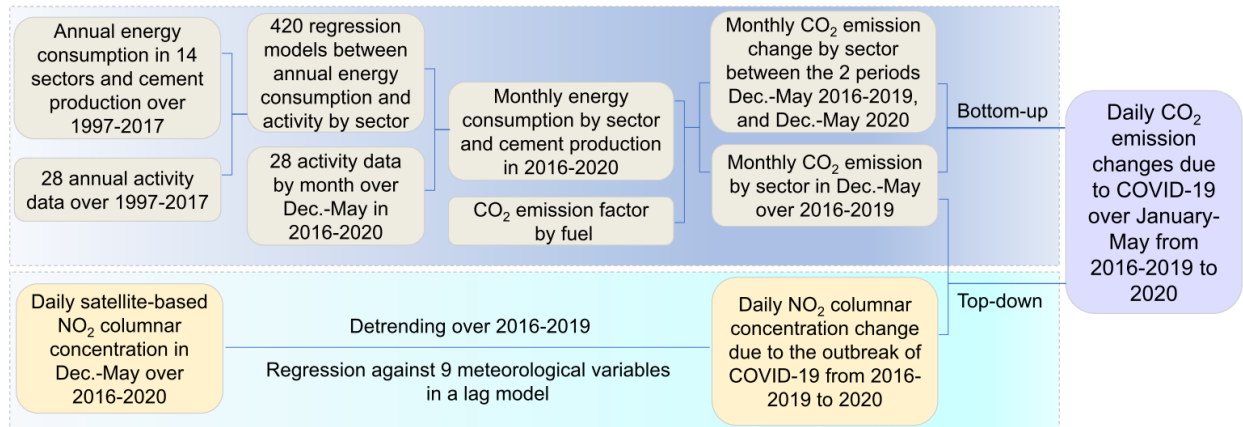 Annual energy
consumption in 14
sectors and cement
production over
1997-2017
28 annual activity
data over 1997-2017
420 regression
models between
annual energy
consumption and
activity by sector
28 activity data
by month over
Dec.-May in
2016-2020
Monthly energy
consumption by sector
and cement production
in 2016-2020
CO₂ emission factor
by fuel
Monthly CO₂ emission
change by sector
between the 2 periods
Dec.-May 2016-2019,
and Dec.-May 2020
Monthly CO₂ emission
by sector in Dec.-May
over 2016-2019
Bottom-up
Daily CO₂
emission
changes due
to COVID-19
over January-
May from
2016-2019 to
2020
Daily satellite-based
NO₂ columnar
concentration in
Dec.-May over
2016-2020
Detrending over 2016-2019
Regression against 9 meteorological variables
in a lag model
Daily NO₂ columnar
concentration change
due to the outbreak of
COVID-19 from 2016-
2019 to 2020
Top-down